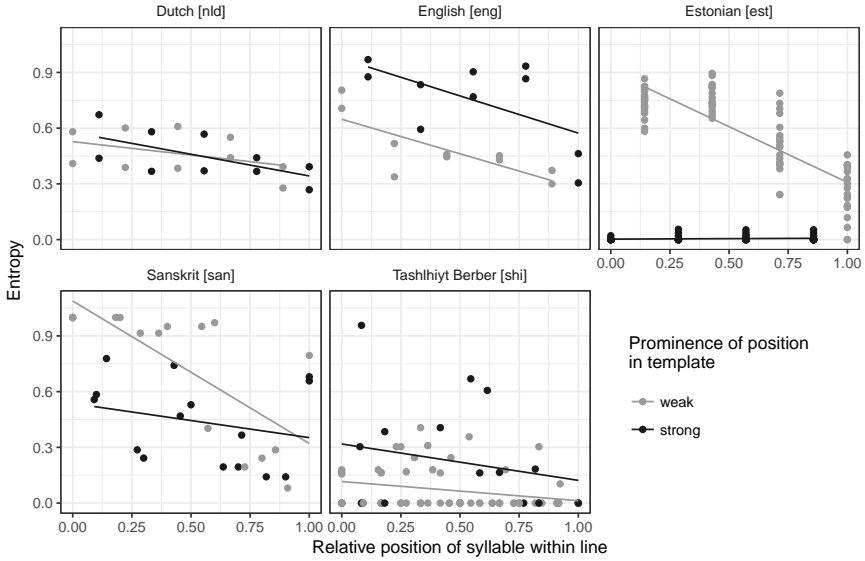 Dutch [nld] English [eng] Estonian [est]
0.9
0.6
0.3
0.0
0.00 0.25 0.50 0.75 1.00
Entropy
Sanskrit [san] Tashlhiyt Berber [shi]
0.9
0.6
0.3
0.0
0.00 0.25 0.50 0.75 1.00 0.00 0.25 0.50 0.75 1.00
Relative position of syllable within line
Prominence of position
in template
weak
strong